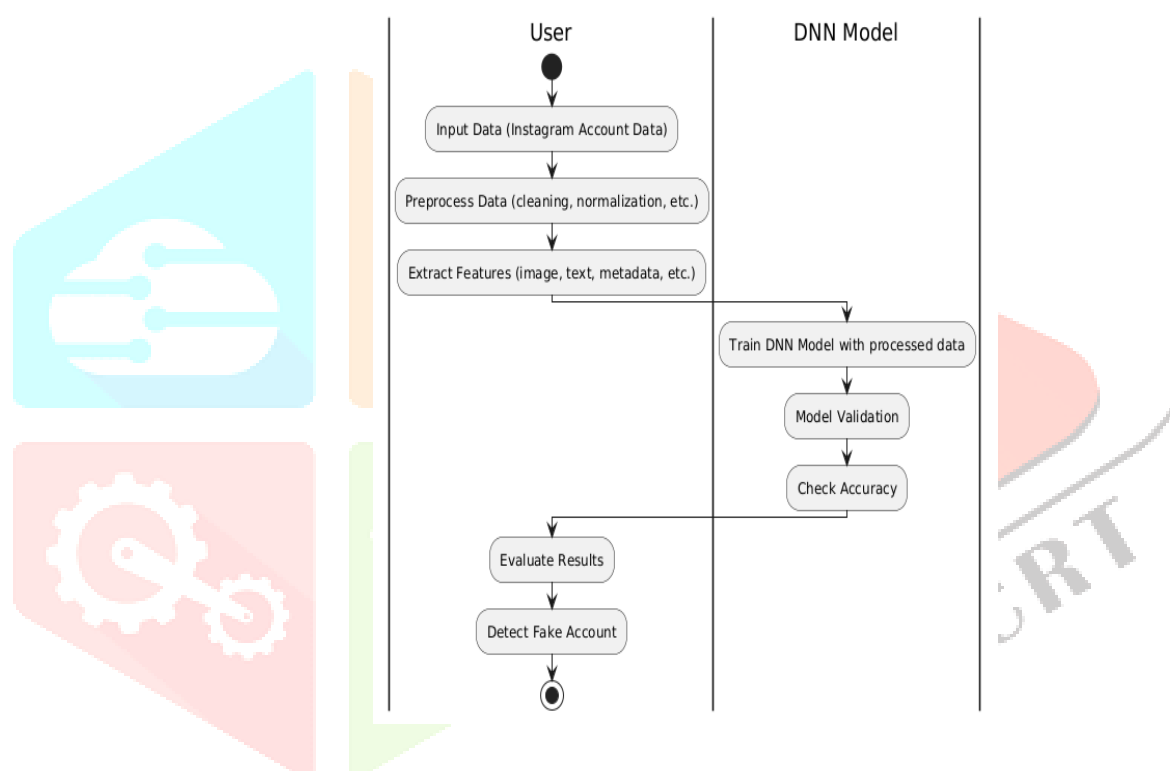 User
DNN Model
Input Data (Instagram Account Data)
Preprocess Data (cleaning, normalization, etc.)
Extract Features (image, text, metadata, etc.)
Train DNN Model with processed data
Model Validation
Check Accuracy
Evaluate Results
Detect Fake Account